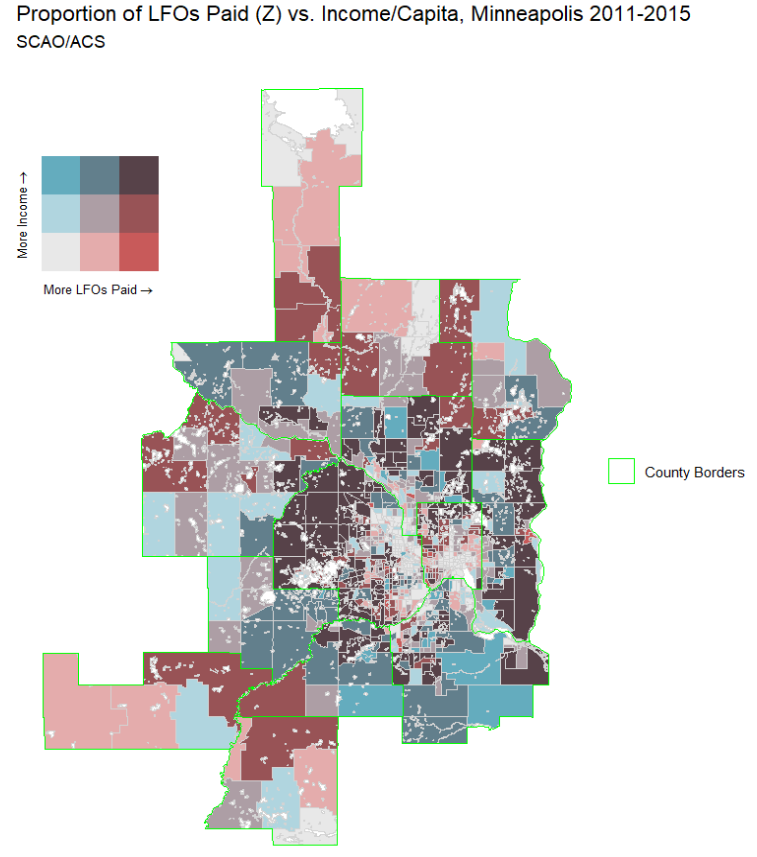 Proportion of LFOs Paid (Z) vs. Income/Capita, Minneapolis 2011-2015
SCAO/ACS
More Income →
More LFOs Paid →
County Borders